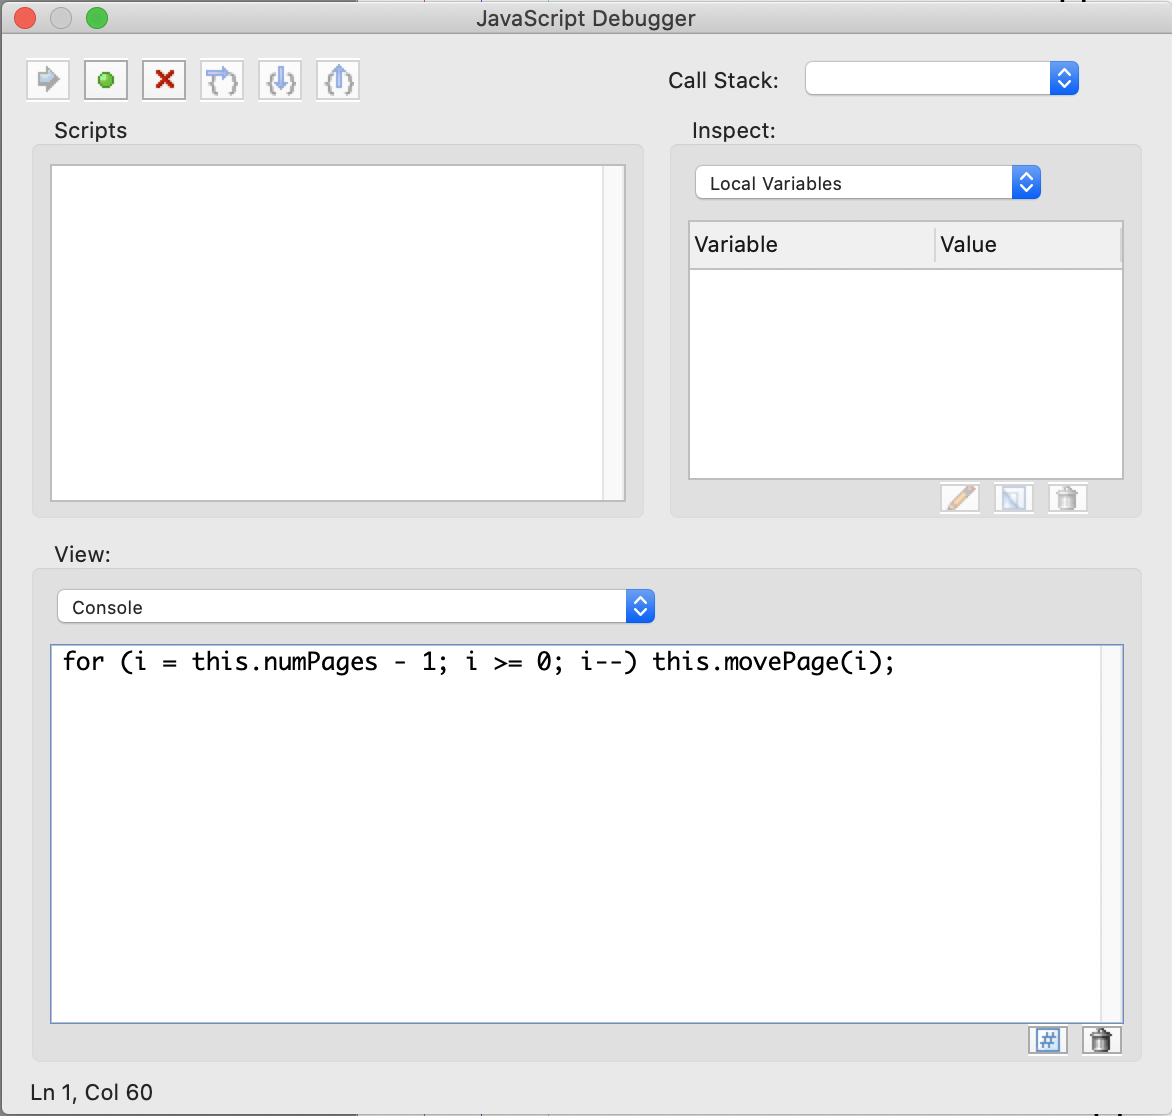 JavaScript Debugger
Call Stack:
Scripts
Inspect:
Local Variables
Variable Value
View:
Console
for (i = this.numPages - 1; i >= 0; i--) this.movePage(i);
#
Ln 1, Col 60